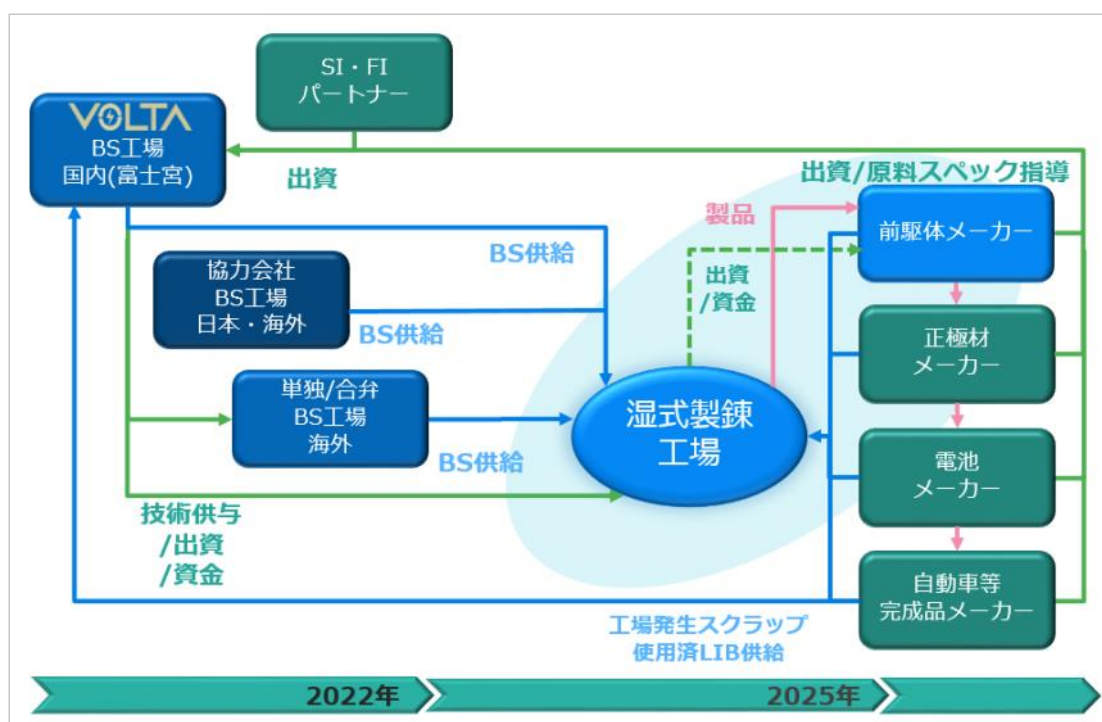 SI・FI
パートナー
VOLTA
BS工場
国内(富士宮)
出資
出資/原料スペック指導
製品
前駆体メーカー
BS供給
協力会社
BS工場
日本・海外
出資
/資金
BS供給
正極材
メーカー
単独/合弁
BS工場
海外
湿式製錬
工場
BS供給
電池
メーカー
技術供与
/出資
/資金
自動車等
完成品メーカー
工場発生スクラップ
使用済LIB供給
2022年
2025年